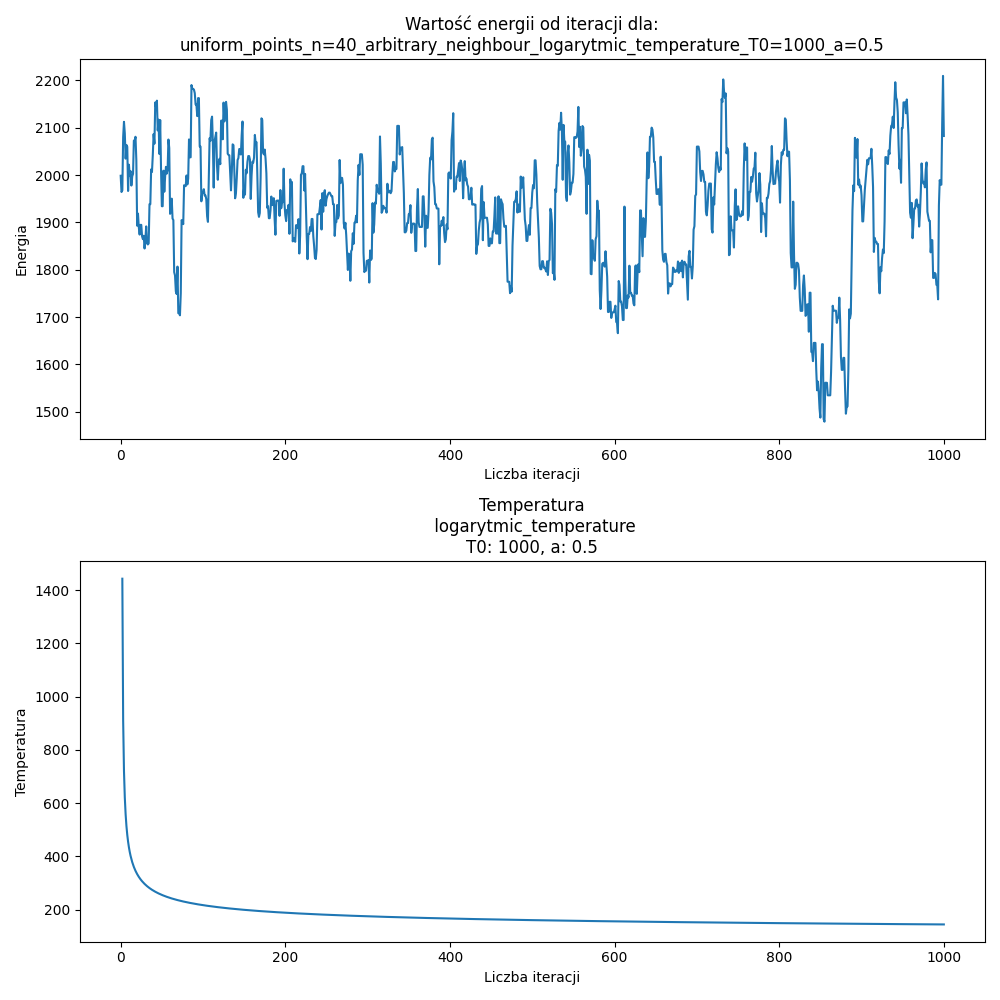 Wartość energii od iteracji dla:
uniform_points_n=40_arbitrary_neighbour_logarytmic_temperature_T0=1000_a=0.5
2200
2100
2000
1900
1800
1700
1600
1500
Energia
0 200 400 600 800 1000
Liczba iteracji
Temperatura
logarytmic_temperature
T0: 1000, a: 0.5
1400
1200
1000
800
600
400
200
Temperatura
0 200 400 600 800 1000
Liczba iteracji